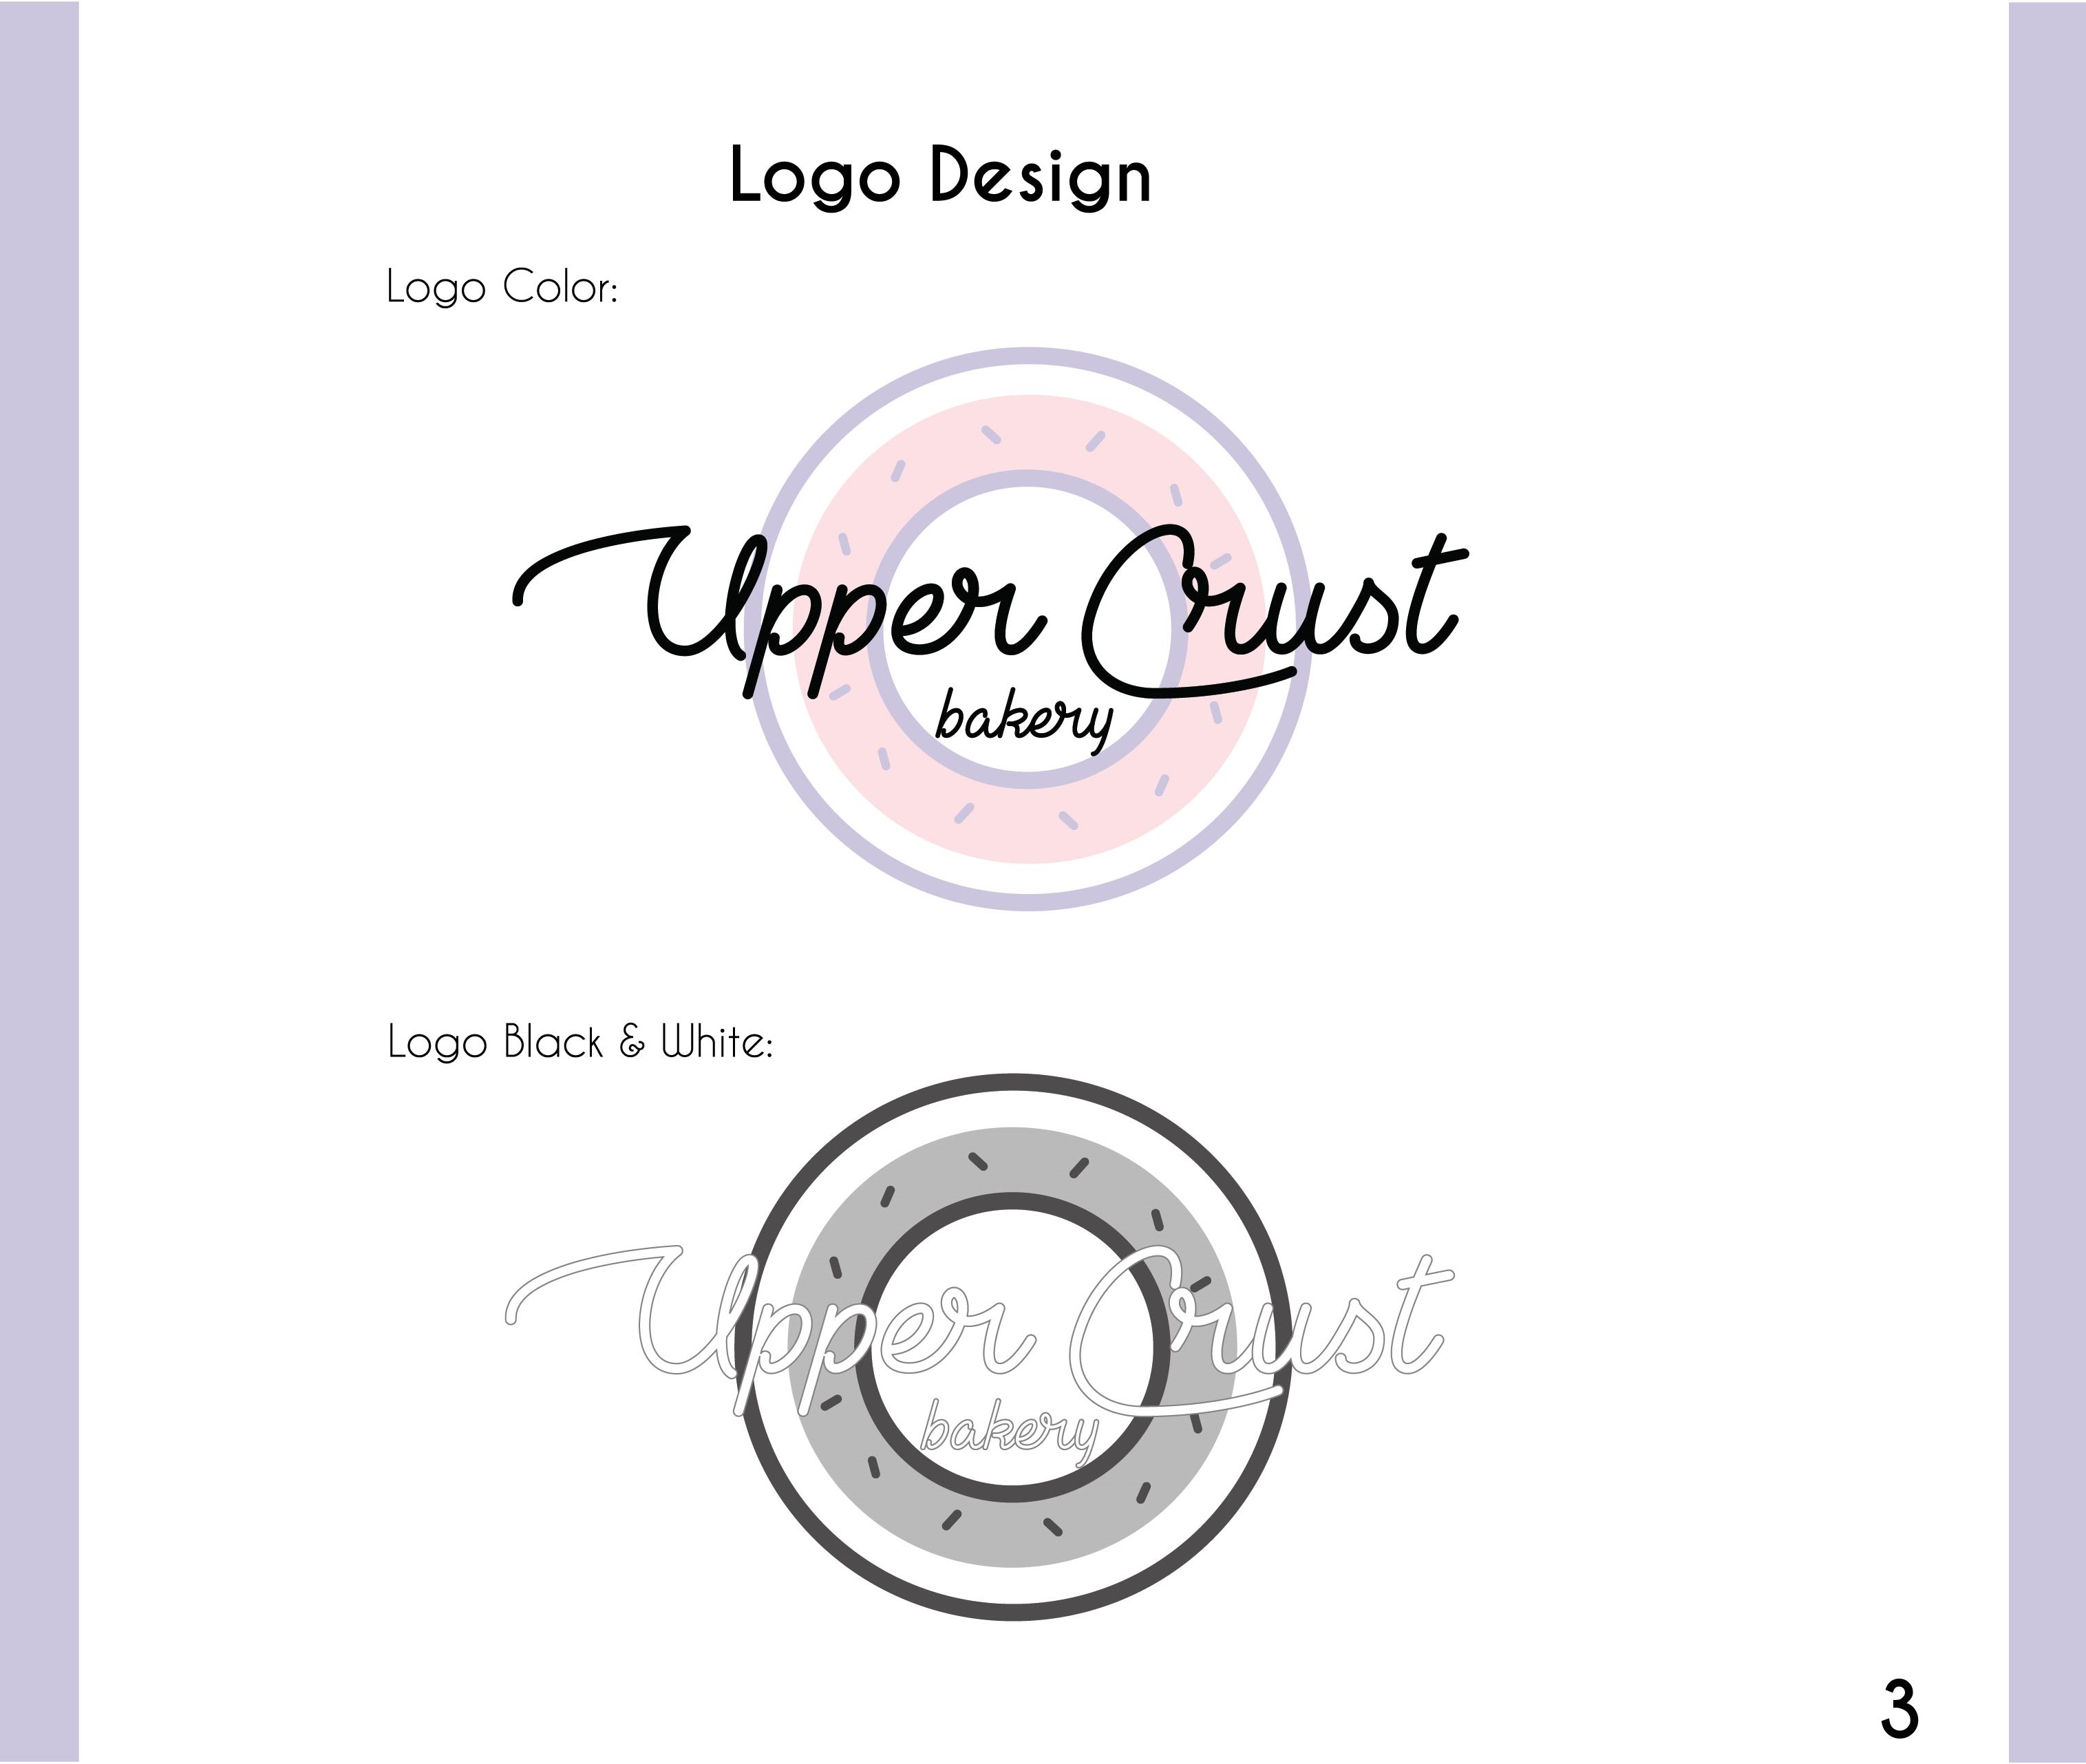 Logo Design
Logo Color:
Upper Crust
bakery
Logo Black & White:
Upper Crust
bakery
3